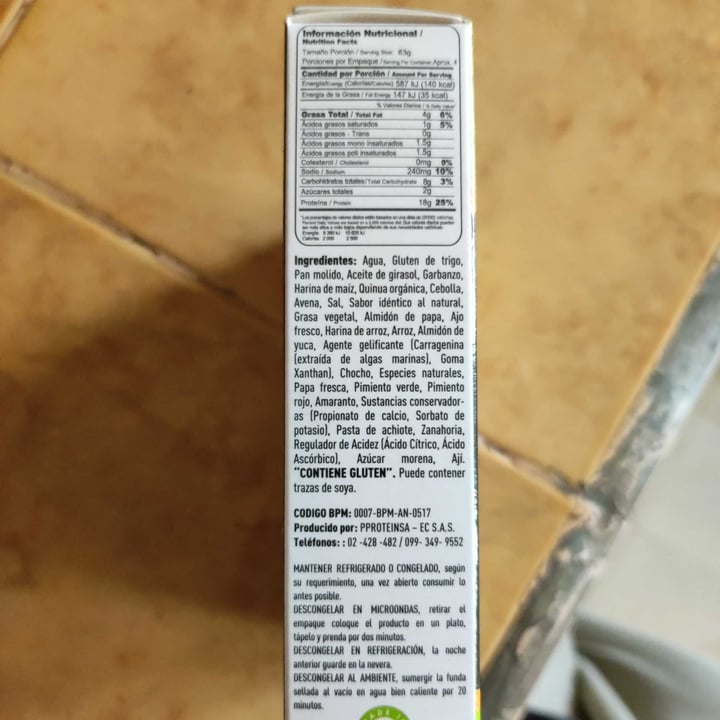 Información Nutricional /
Nutrition Facts
Tamaño Porción / Serving Size: 63g.
Porciones por Empaque / Serving Per Container Aprox. 4
Cantidad por Porción / Amount Per Serving
Energía/Energy (Calorías/Calories) 587 kJ (140 kcal)
Energía de la Grasa / Fat Energy 147 kJ (35 kcal)
% Valores Diarios / % Daily Value*
Grasa Total / Total Fat 4g 6%
Ácidos grasos saturados 1g 5%
Ácidos grasos - Trans 0g
Ácidos grasos mono insaturados 1.5g
Ácidos grasos poli insaturados 1.5g
Colesterol / Cholesterol 0mg 0%
Sodio / Sodium 240mg 10%
Carbohidratos totales/Total Carbohydrate 8g 3%
Azúcares totales 2g
Proteína / Protein 18g 25%
Ingredientes: Agua, Gluten de trigo,
Pan molido, Aceite de girasol, Garbanzo,
Harina de maíz, Quinua orgánica, Cebolla,
Avena, Sal, Sabor idéntico al natural,
Grasa vegetal, Almidón de papa, Ajo
fresco, Harina de arroz, Arroz, Almidón de
yuca, Agente gelificante (Carragenina
(extraída de algas marinas), Goma
Xanthan), Chocho, Especies naturales,
Papa fresca, Pimiento verde, Pimiento
rojo, Amaranto, Sustancias conservador-
as (Propionato de calcio, Sorbato de
potasio), Pasta de achiote, Zanahoria,
Regulador de Acidez (Ácido Cítrico, Ácido
Ascórbico), Azúcar morena, Ají.
"CONTIENE GLUTEN". Puede contener
trazas de soya.
CODIGO BPM: 0007-BPM-AN-0517
Producido por: PPROTEINSA – EC S.A.S.
Teléfonos: : 02 -428 -482 / 099- 349- 9552
MANTENER REFRIGERADO O CONGELADO, según
su requerimiento, una vez abierto consumir lo
antes posible.
DESCONGELAR EN MICROONDAS, retirar el
empaque coloque el producto en un plato,
tápelo y prenda por dos minutos.
DESCONGELAR EN REFRIGERACIÓN, la noche
anterior guarde en la nevera.
DESCONGELAR AL AMBIENTE, sumergir la funda
sellada al vacío en agua bien caliente por 20
minutos.
MADE I